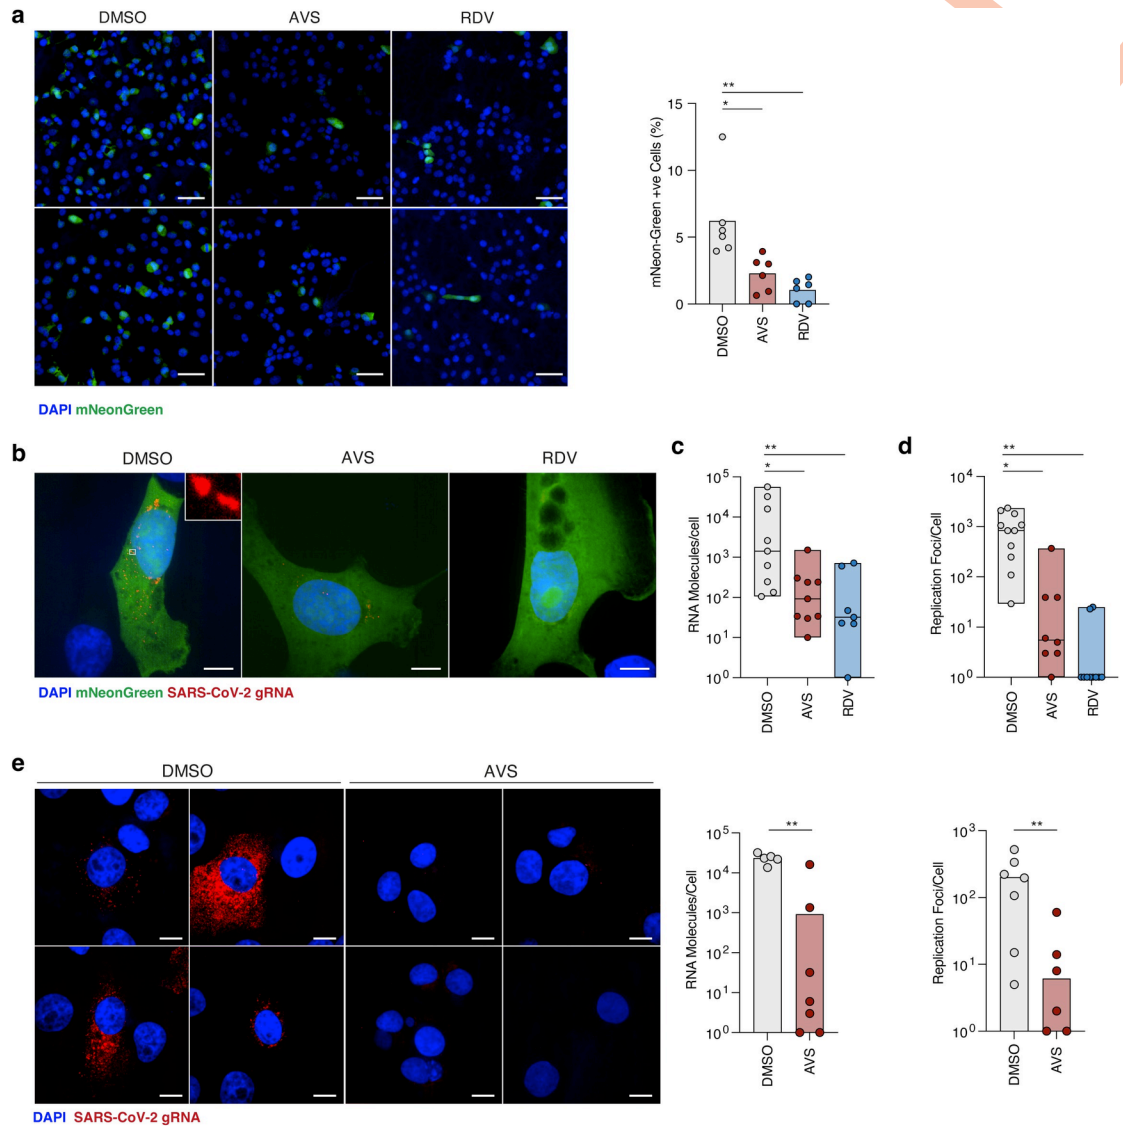 a
DMSO AVS RDV
**
*
15
10
5
0
mNeon-Green +ve Cells (%)
DMSO AVS RDV
DAPI mNeonGreen
b
DMSO AVS RDV
DAPI mNeonGreen SARS-CoV-2 gRNA
c
**
*
10^5
10^4
10^3
10^2
10^1
10^0
RNA Molecules/cell
DMSO AVS RDV
d
**
*
10^4
10^3
10^2
10^1
10^0
Replication Foci/Cell
DMSO AVS RDV
e
DMSO AVS
DAPI SARS-CoV-2 gRNA
**
10^5
10^4
10^3
10^2
10^1
10^0
RNA Molecules/Cell
DMSO AVS
**
10^3
10^2
10^1
10^0
Replication Foci/Cell
DMSO AVS